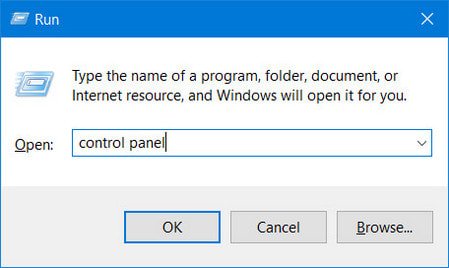 Run
Type the name of a program, folder, document, or
Internet resource, and Windows will open it for you.
Open: control panel
OK Cancel Browse...